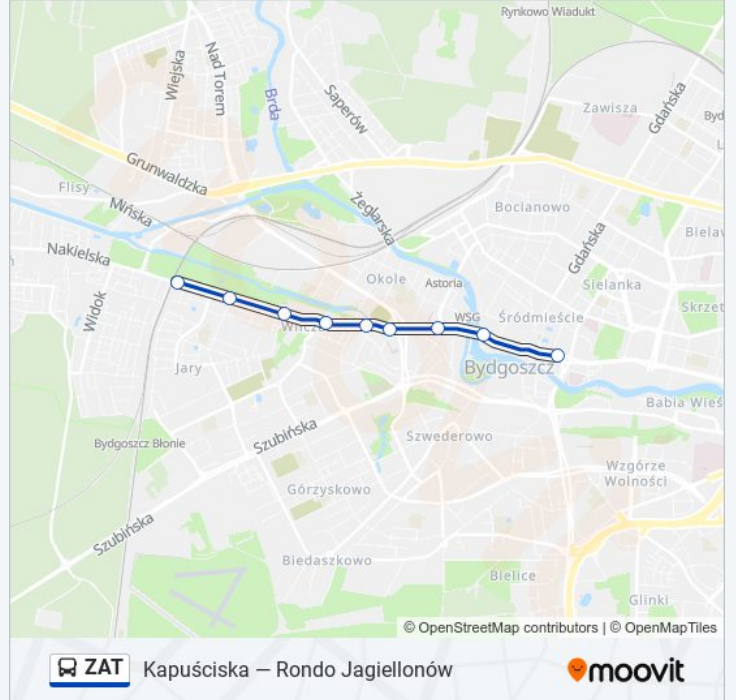 Rynkowo Wiadukt
Wiejska
Nad Torem
Brda
Saperów
Zawisza
Gdańska
Byd
L
Grunwaldzka
Flisy
Mińska
Żeglarska
Bocianowo
Bielaw
Nakielska
Gdańska
Okole
Astoria
Sielanka
Widok
Skrzet
WSG
Śródmieście
Wilcza
Jary
Bydgoszcz
Babia Wieś
Szubińska
Bydgoszcz Błonie
Szwederowo
Wzgórze
Wolności
Górzyskowo
Szubińska
Biedaszkowo
Bielice
Glinki
© OpenStreetMap contributors | © OpenMapTiles
ZAT
Kapuściska — Rondo Jagiellonów
moovit